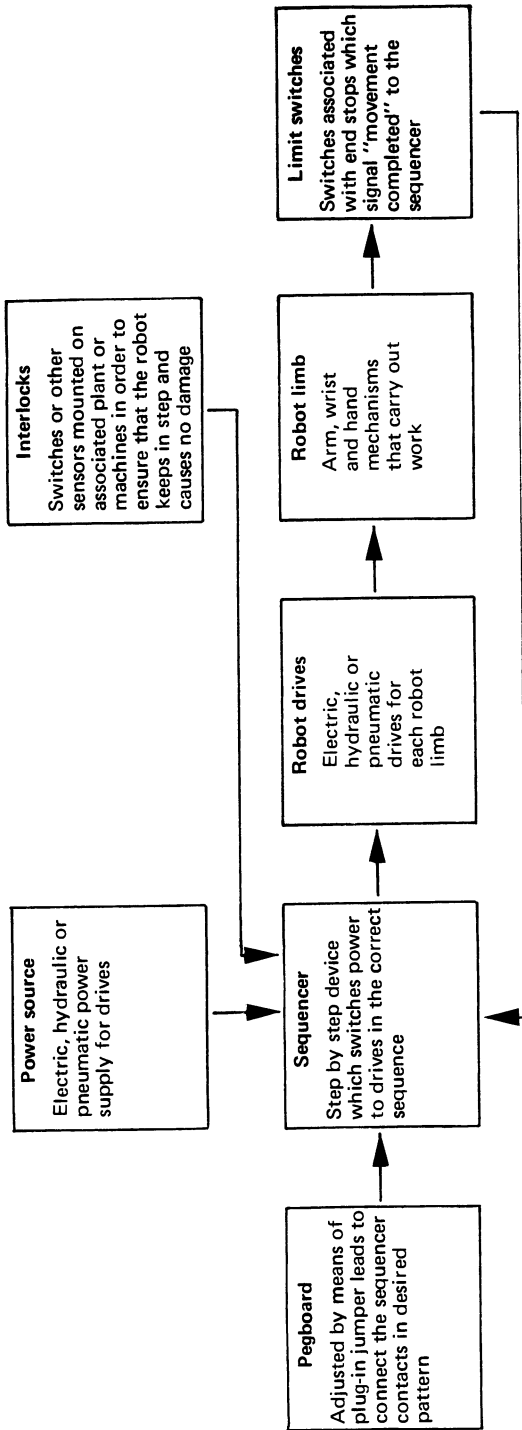 Power source
Electric, hydraulic or
pneumatic power
supply for drives
Interlocks
Switches or other
sensors mounted on
associated plant or
machines in order to
ensure that the robot
keeps in step and
causes no damage
Pegboard
Adjusted by means of
plug-in jumper leads to
connect the sequencer
contacts in desired
pattern
Sequencer
Step by step device
which switches power
to drives in the correct
sequence
Robot drives
Electric,
hydraulic or
pneumatic
drives for
each robot
limb
Robot limb
Arm, wrist
and hand
mechanisms
that carry out
work
Limit switches
Switches associated
with end stops which
signal "movement
completed" to the
sequencer